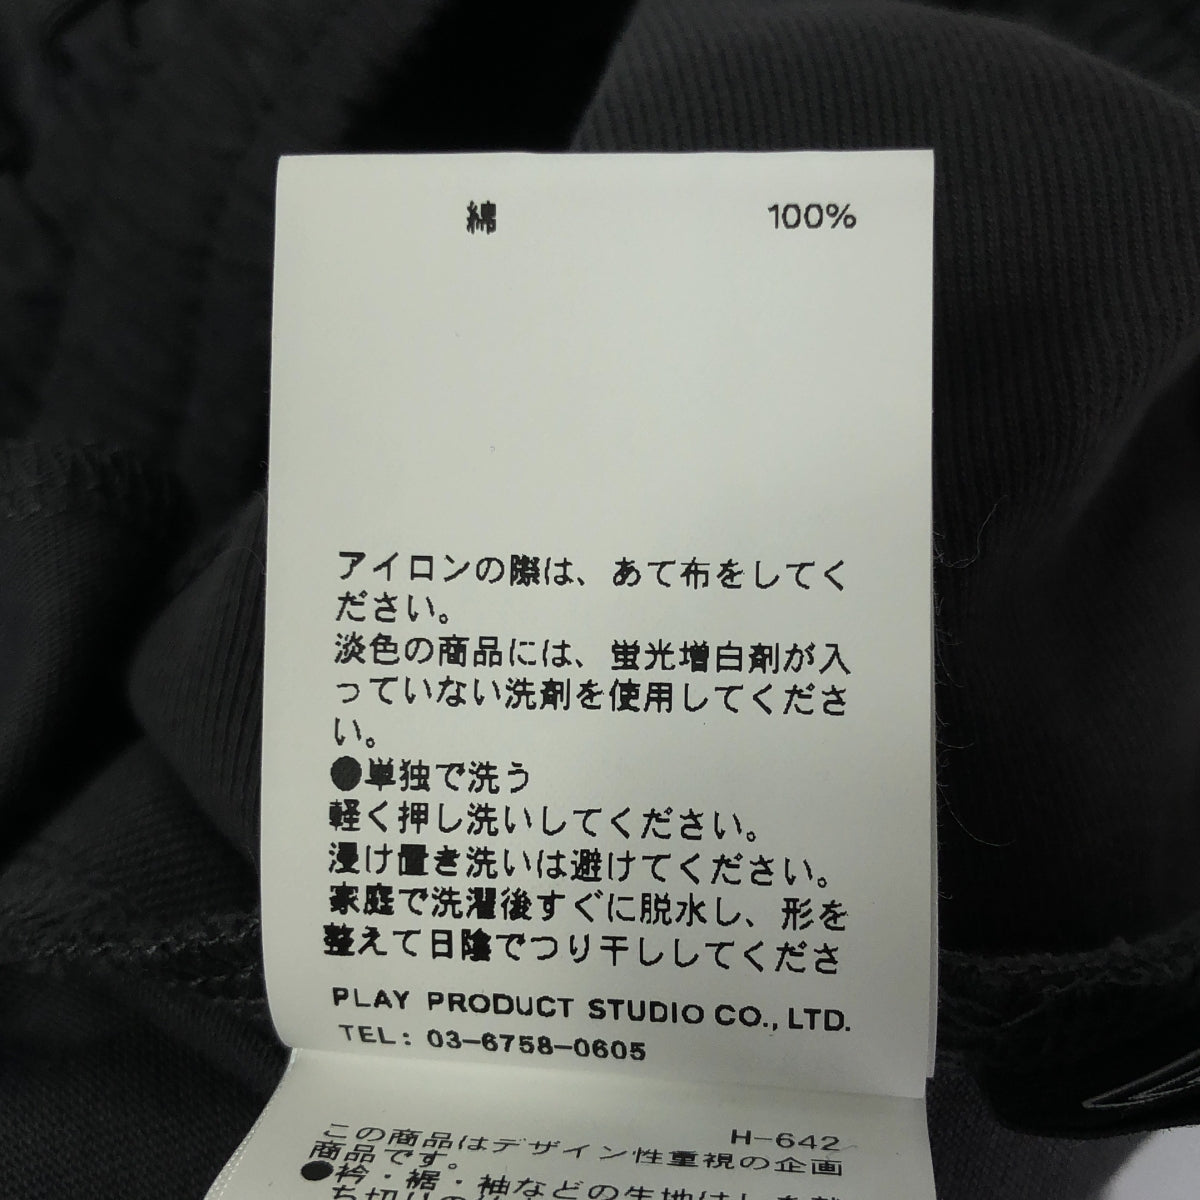 綿 100%
アイロンの際は、あて布をしてく
ださい。
淡色の商品には、蛍光増白剤が入
っていない洗剤を使用してくださ
い。
●単独で洗う
軽く押し洗いしてください。
浸け置き洗いは避けてください。
家庭で洗濯後すぐに脱水し、形を
整えて日陰でつり干ししてくださ
PLAY PRODUCT STUDIO CO., LTD.
TEL: 03-6758-0605
H-642
この商品はデザイン性重視の企画
商品です。
●衿・裾・袖などの生地は